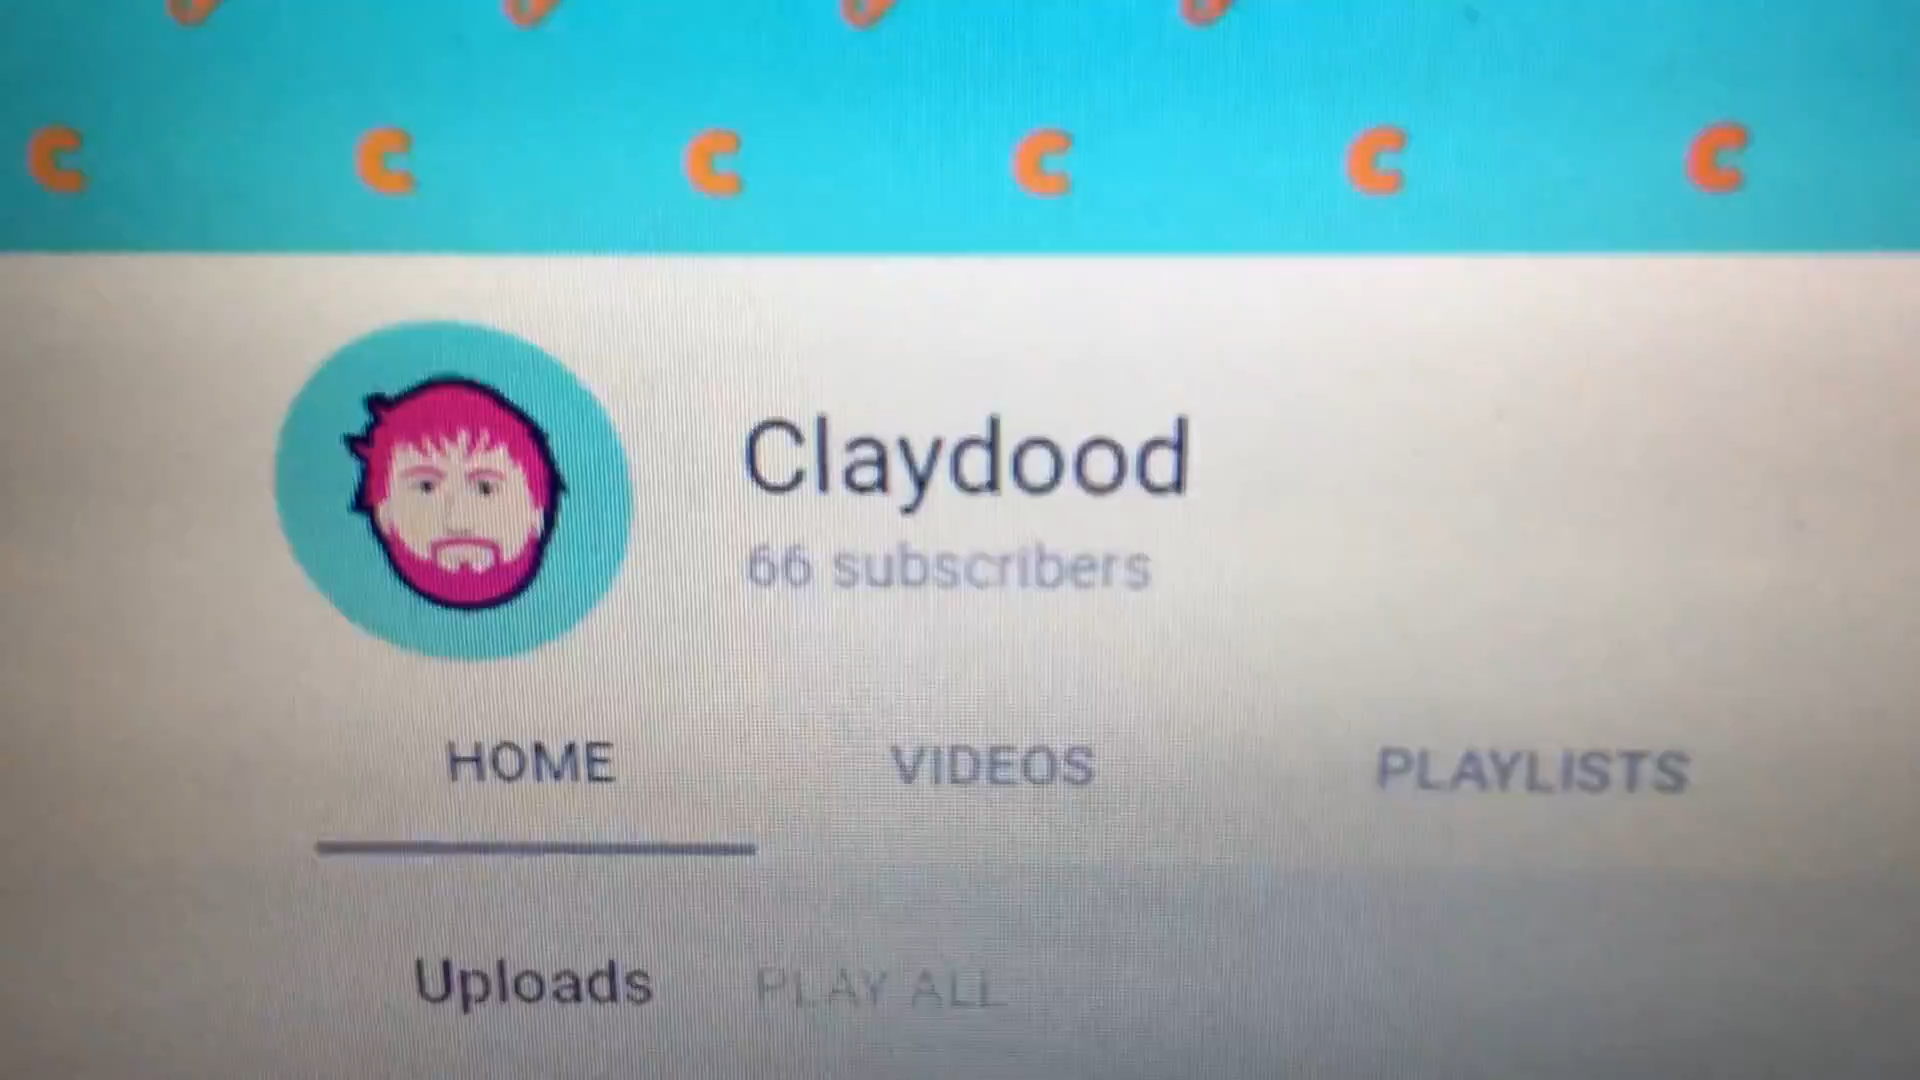 C C C C C C
Claydood
66 subscribers
HOME VIDEOS PLAYLISTS
Uploads PLAY ALL